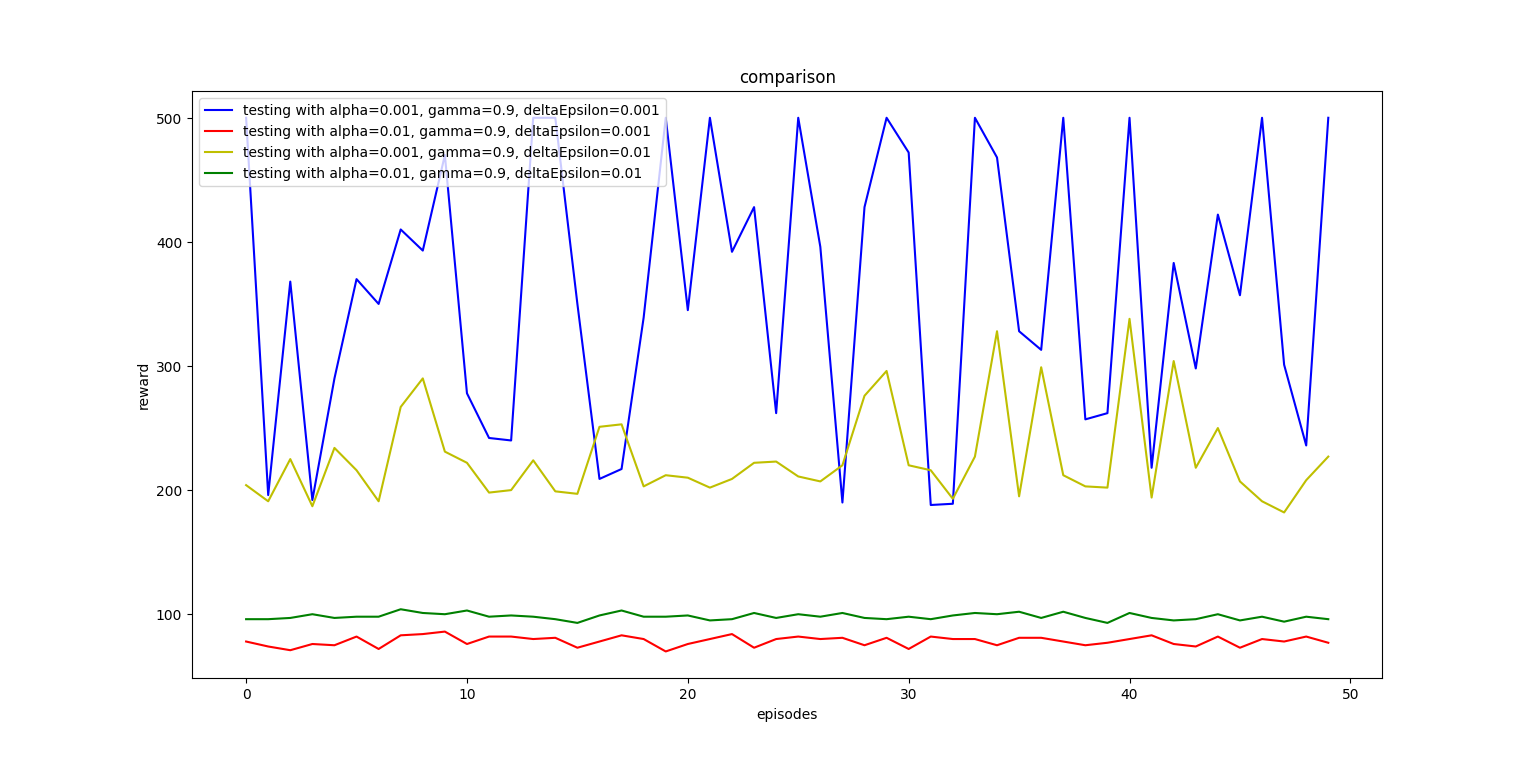 comparison
testing with alpha=0.001, gamma=0.9, deltaEpsilon=0.001
testing with alpha=0.01, gamma=0.9, deltaEpsilon=0.001
testing with alpha=0.001, gamma=0.9, deltaEpsilon=0.01
testing with alpha=0.01, gamma=0.9, deltaEpsilon=0.01
500
400
300
200
100
reward
0 10 20 30 40 50
episodes